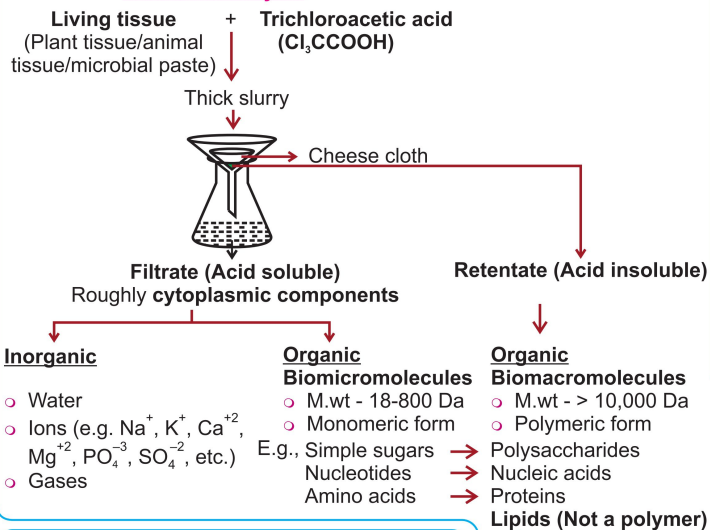 Living tissue + Trichloroacetic acid
(Plant tissue/animal (Cl₃CCOOH)
tissue/microbial paste)
Thick slurry
Cheese cloth
Filtrate (Acid soluble)
Roughly cytoplasmic components
Retentate (Acid insoluble)
Inorganic
Water
Ions (e.g. Na⁺, K⁺, Ca⁺²,
Mg⁺², PO₄⁻³, SO₄⁻², etc.)
Gases
Organic
Biomicromolecules
M.wt - 18-800 Da
Monomeric form
E.g., Simple sugars → Polysaccharides
Nucleotides → Nucleic acids
Amino acids → Proteins
Organic
Biomacromolecules
M.wt - > 10,000 Da
Polymeric form
Lipids (Not a polymer)